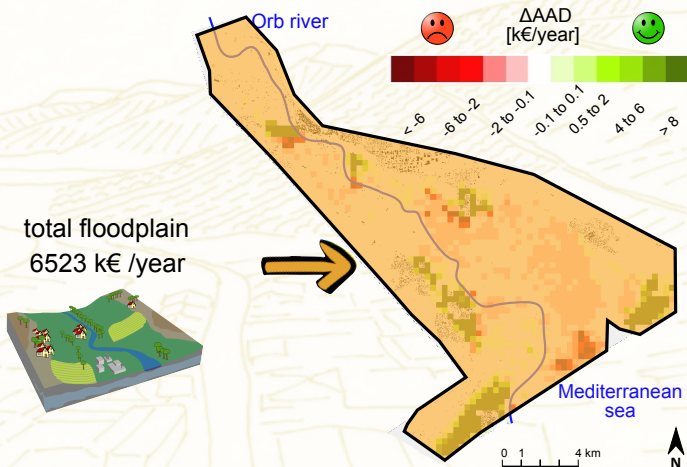 Orb river
ΔAAD
[k€/year]
< -6
-6 to -2
-2 to -0.1
-0.1 to 0.1
0.5 to 2
4 to 6
> 8
total floodplain
6523 k€ /year
Mediterranean
sea
0 1 4 km
N